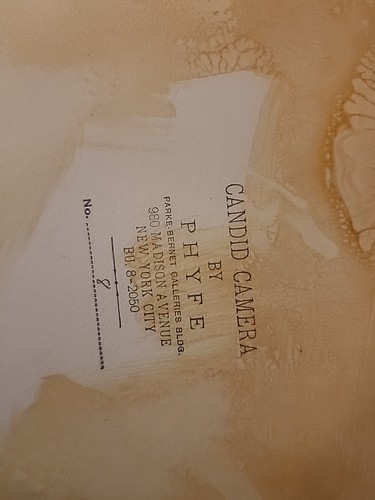 CANDID CAMERA
BY
PHYFE
PARKE-BERNET GALLERIES BLDG.
980 MADISON AVENUE
NEW YORK CITY
BU. 8-2050
No. 8